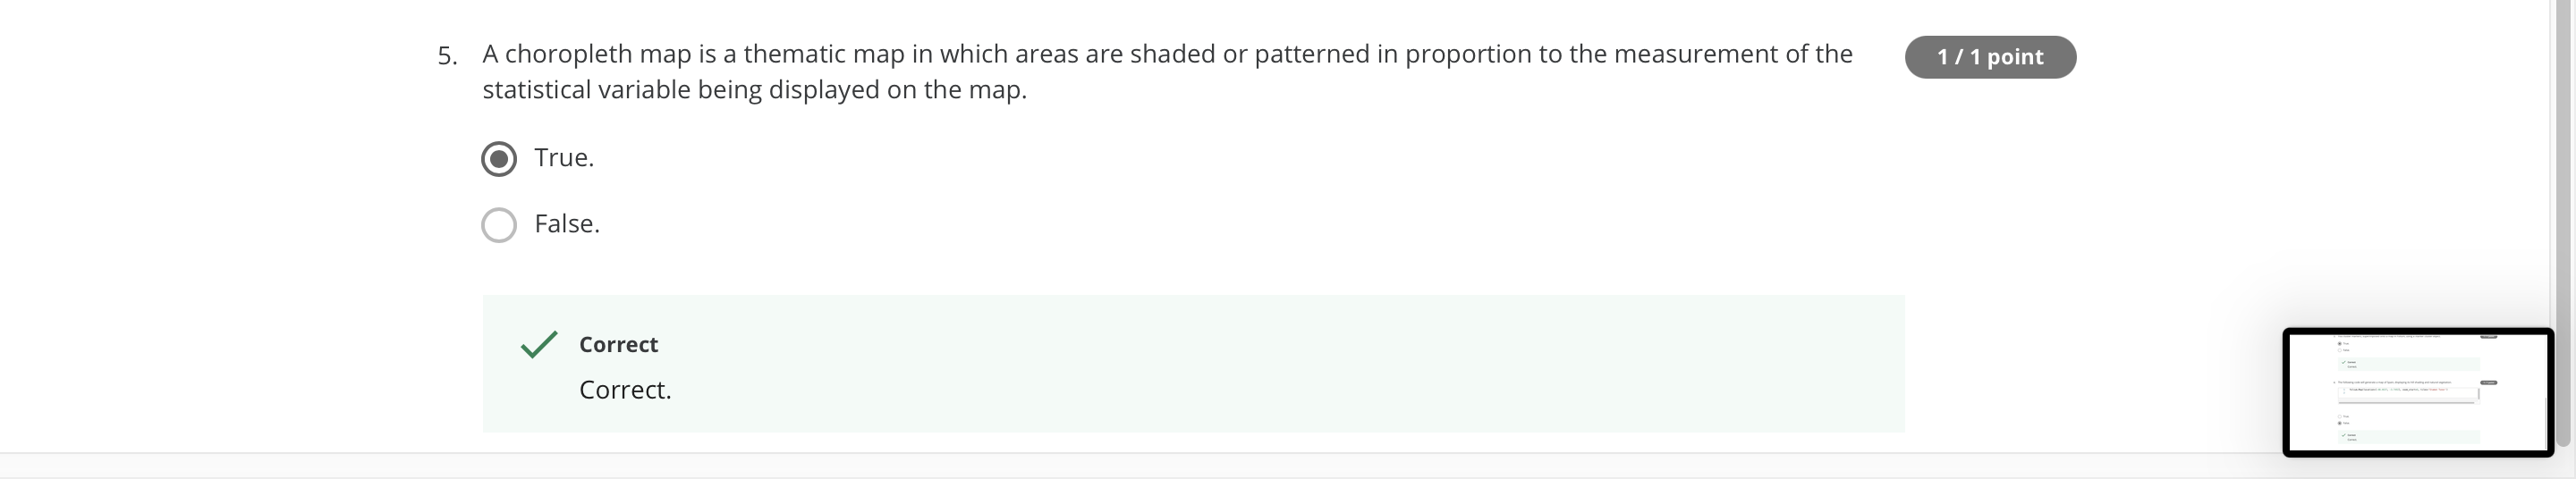 5. A choropleth map is a thematic map in which areas are shaded or patterned in proportion to the measurement of the
statistical variable being displayed on the map.
1 / 1 point
True.
False.
Correct
Correct.